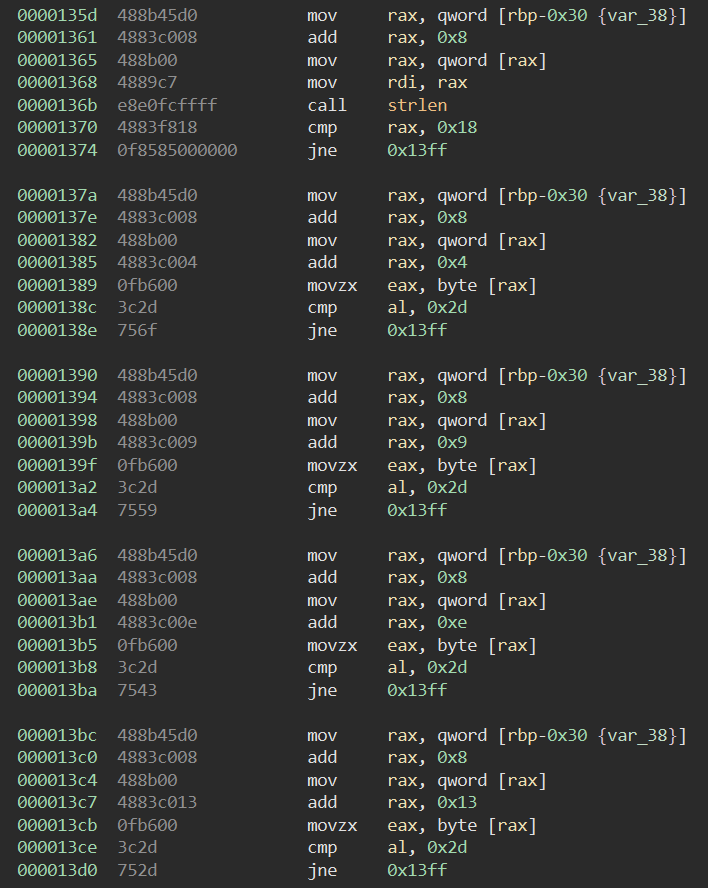 0000135d 488b45d0 mov rax, qword [rbp-0x30 {var_38}]
00001361 4883c008 add rax, 0x8
00001365 488b00 mov rax, qword [rax]
00001368 4889c7 mov rdi, rax
0000136b e8e0fcffff call strlen
00001370 4883f818 cmp rax, 0x18
00001374 0f8585000000 jne 0x13ff
0000137a 488b45d0 mov rax, qword [rbp-0x30 {var_38}]
0000137e 4883c008 add rax, 0x8
00001382 488b00 mov rax, qword [rax]
00001385 4883c004 add rax, 0x4
00001389 0fb600 movzx eax, byte [rax]
0000138c 3c2d cmp al, 0x2d
0000138e 756f jne 0x13ff
00001390 488b45d0 mov rax, qword [rbp-0x30 {var_38}]
00001394 4883c008 add rax, 0x8
00001398 488b00 mov rax, qword [rax]
0000139b 4883c009 add rax, 0x9
0000139f 0fb600 movzx eax, byte [rax]
000013a2 3c2d cmp al, 0x2d
000013a4 7559 jne 0x13ff
000013a6 488b45d0 mov rax, qword [rbp-0x30 {var_38}]
000013aa 4883c008 add rax, 0x8
000013ae 488b00 mov rax, qword [rax]
000013b1 4883c00e add rax, 0xe
000013b5 0fb600 movzx eax, byte [rax]
000013b8 3c2d cmp al, 0x2d
000013ba 7543 jne 0x13ff
000013bc 488b45d0 mov rax, qword [rbp-0x30 {var_38}]
000013c0 4883c008 add rax, 0x8
000013c4 488b00 mov rax, qword [rax]
000013c7 4883c013 add rax, 0x13
000013cb 0fb600 movzx eax, byte [rax]
000013ce 3c2d cmp al, 0x2d
000013d0 752d jne 0x13ff